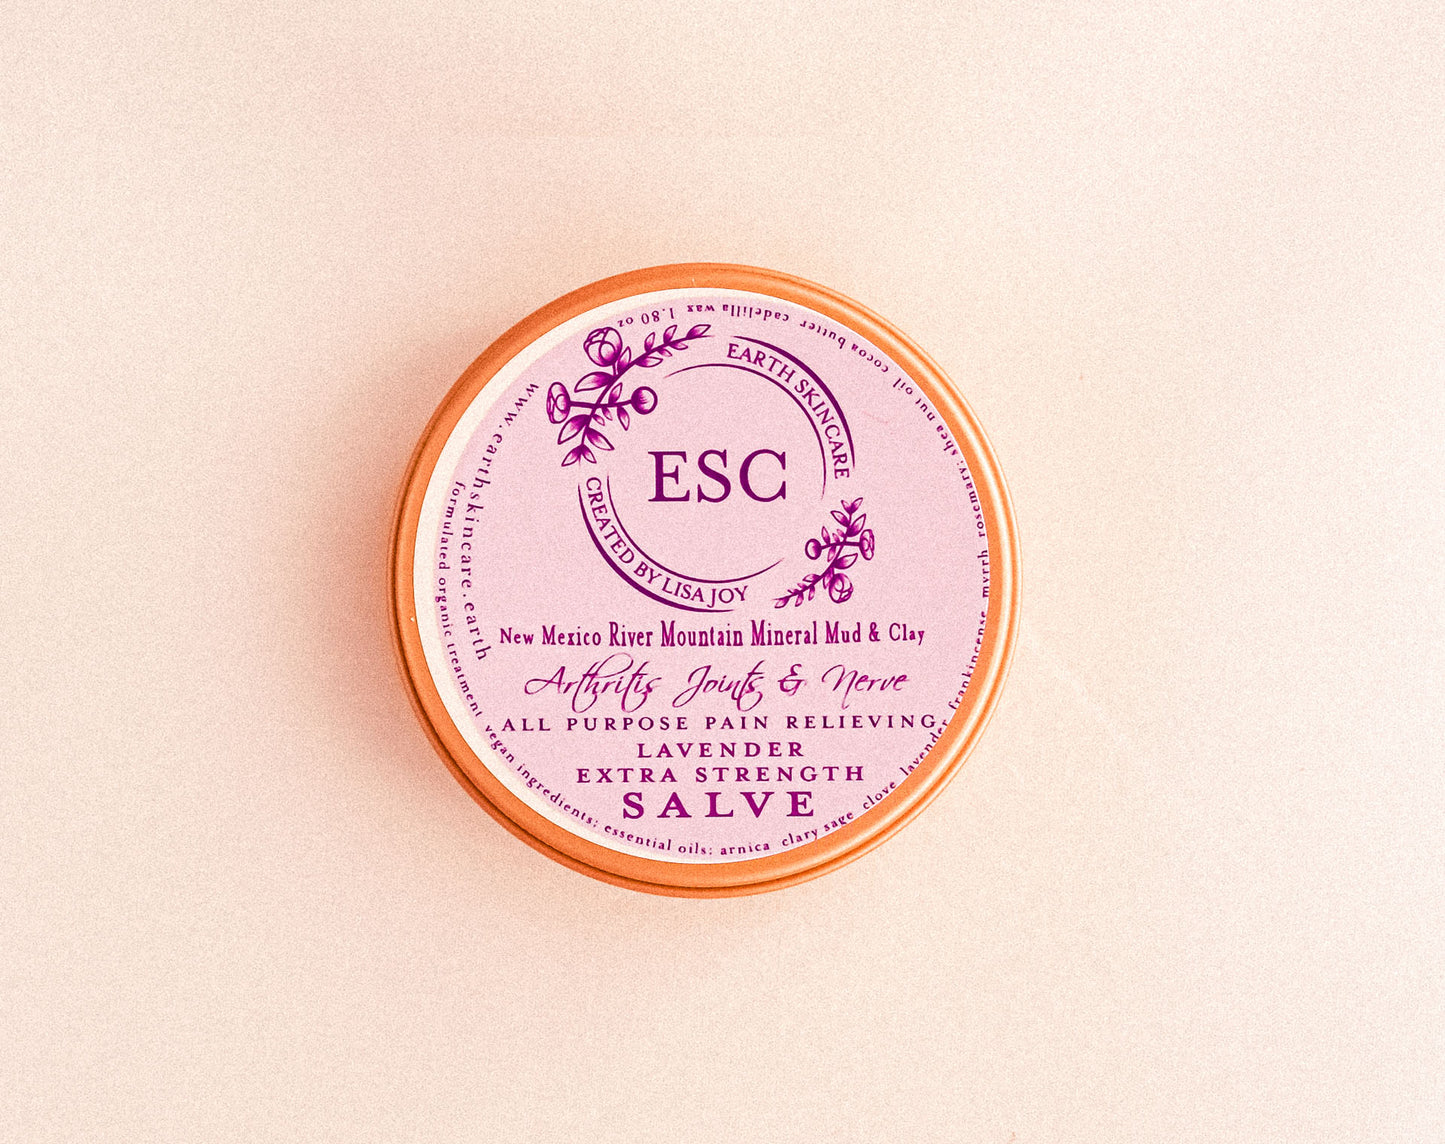 EARTH SKINCARE
ESC
CREATED BY LISA JOY
New Mexico River Mountain Mineral Mud & Clay
Arthritis Joints & Nerve
ALL PURPOSE PAIN RELIEVING
LAVENDER
EXTRA STRENGTH
SALVE
www.earthskincare.earth
formulated organic treatment vegan ingredients: essential oils: arnica clary sage clove lavender frankincense myrrh rosemary; shea nut oil cocoa butter cadelilla wax 1.80 oz